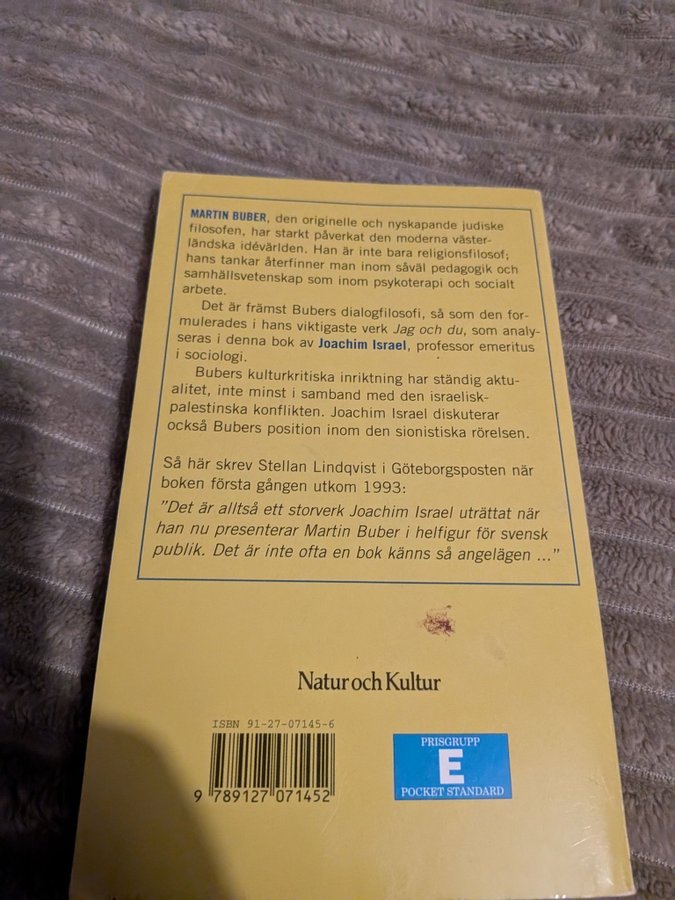 MARTIN BUBER, den originelle och nyskapande judiske
filosofen, har starkt påverkat den moderna väster-
ländska idévärlden. Han är inte bara religionsfilosof;
hans tankar återfinner man inom såväl pedagogik och
samhällsvetenskap som inom psykoterapi och socialt
arbete.
Det är främst Bubers dialogfilosofi, så som den for-
mulerades i hans viktigaste verk Jag och du, som analy-
seras i denna bok av Joachim Israel, professor emeritus
i sociologi.
Bubers kulturkritiska inriktning har ständig aktu-
alitet, inte minst i samband med den israelisk-
palestinska konflikten. Joachim Israel diskuterar
också Bubers position inom den sionistiska rörelsen.
Så här skrev Stellan Lindqvist i Göteborgsposten när
boken första gången utkom 1993:
"Det är alltså ett storverk Joachim Israel uträttat när
han nu presenterar Martin Buber i helfigur för svensk
publik. Det är inte ofta en bok känns så angelägen ..."
Natur och Kultur
ISBN 91-27-07145-6
9 789127 071452
PRISGRUPP
E
POCKET STANDARD